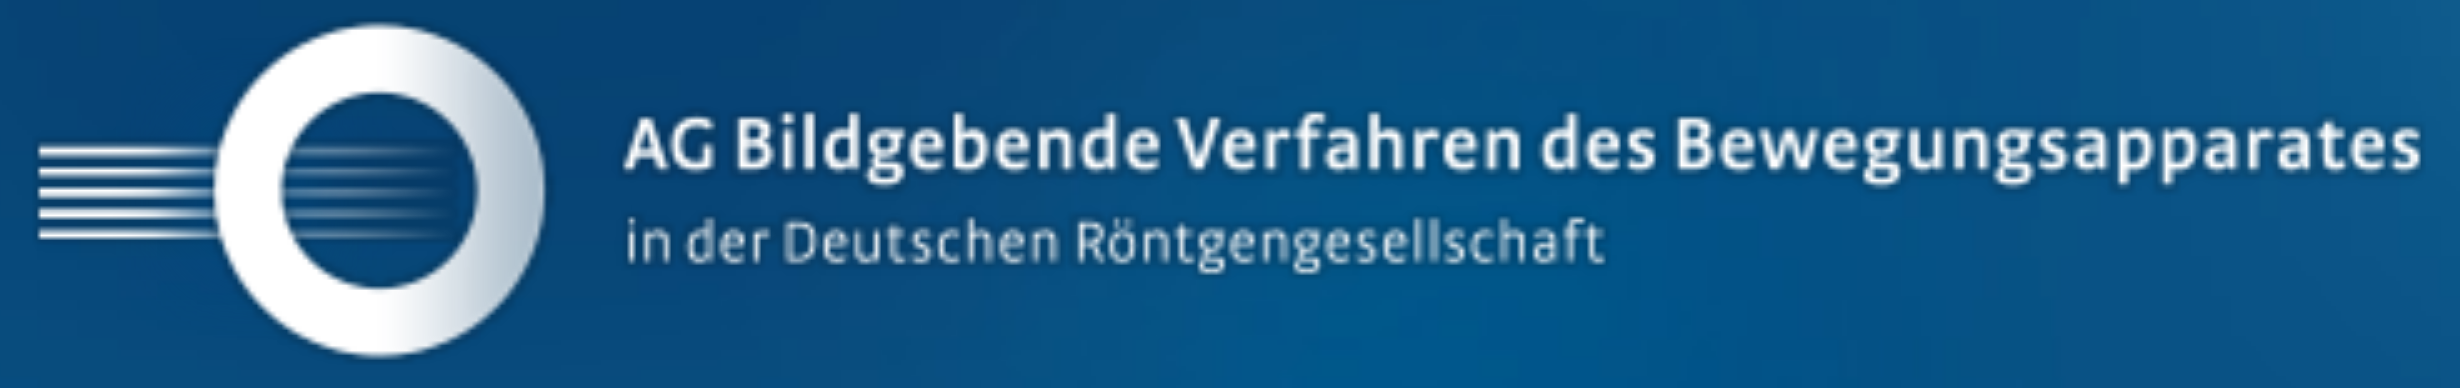 AG Bildgebende Verfahren des Bewegungsapparates
in der Deutschen Röntgengesellschaft